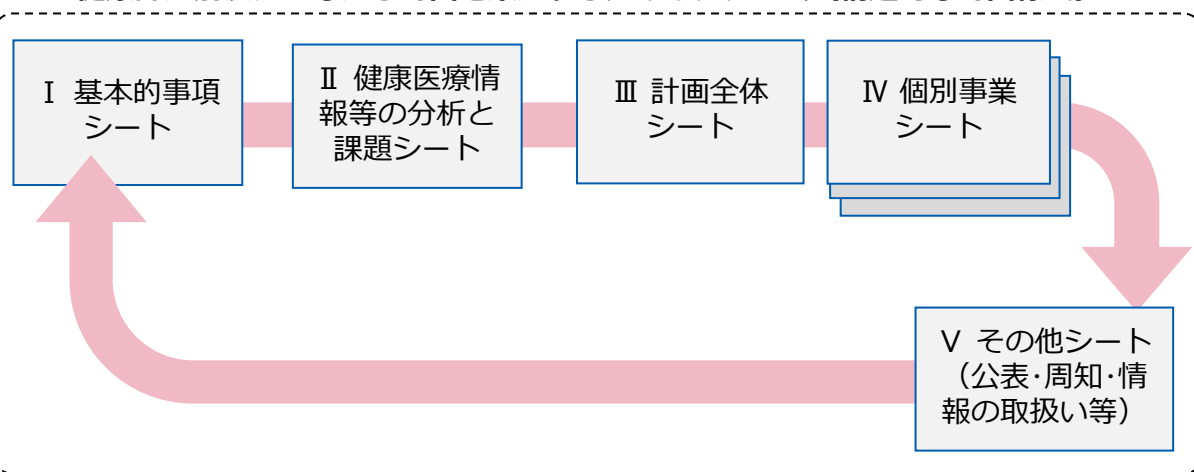 Ⅰ 基本的事項
シート
Ⅱ 健康医療情
報等の分析と
課題シート
Ⅲ 計画全体
シート
Ⅳ 個別事業
シート
Ⅴ その他シート
（公表・周知・情
報の取扱い等）